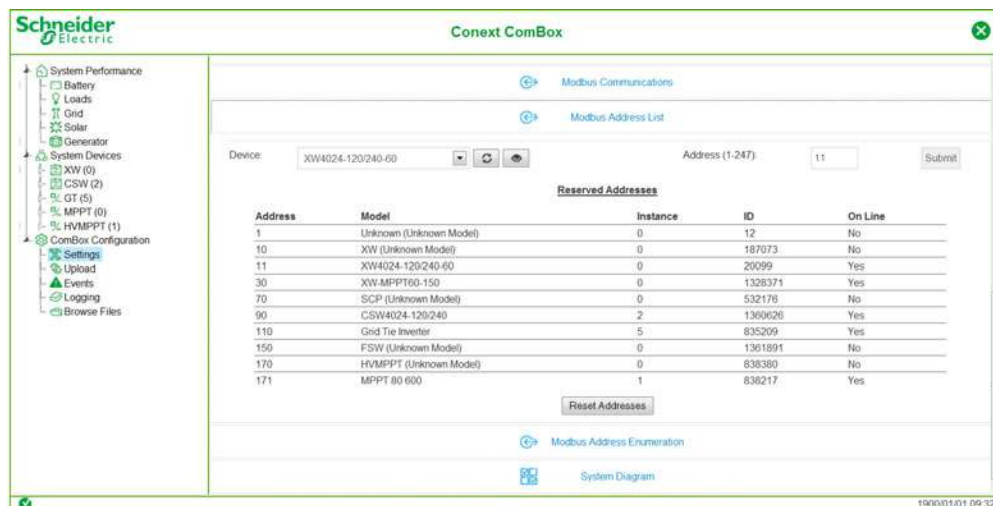 Schneider
Electric
Conext ComBox
System Performance
Battery
Loads
Grid
Solar
Generator
System Devices
XW (0)
CSW (2)
GT (5)
MPPT (0)
HVMPPT (1)
ComBox Configuration
Settings
Upload
Events
Logging
Browse Files
Modbus Communications
Modbus Address List
Device: XW4024-120/240-60 Address (1-247): 11 Submit
Reserved Addresses
Address Model Instance ID On Line
1 Unknown (Unknown Model) 0 12 No
10 XW (Unknown Model) 0 187073 No
11 XW4024-120/240-60 0 20099 Yes
30 XW-MPPT60-150 0 1328371 Yes
70 SCP (Unknown Model) 0 532176 No
90 CSW4024-120/240 2 1360626 Yes
110 Grid Tie Inverter 5 835209 Yes
150 FSW (Unknown Model) 0 1361891 No
170 HVMPPT (Unknown Model) 0 838380 No
171 MPPT 80 600 1 838217 Yes
Reset Addresses
Modbus Address Enumeration
System Diagram
1900/01/01 09:32